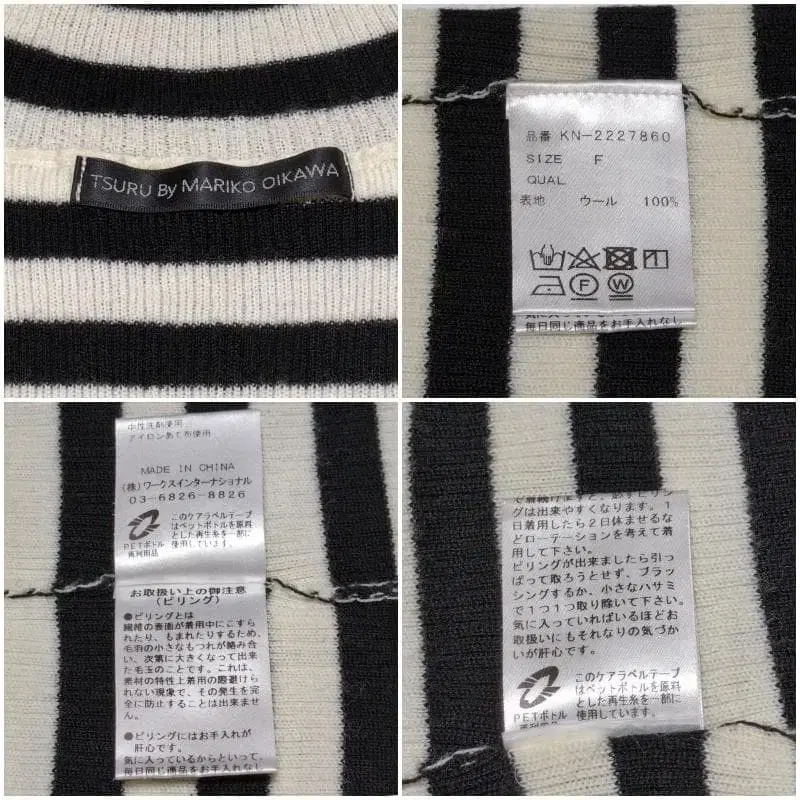 TSURU By MARIKO OIKAWA
品番 KN-2227860
SIZE F
QUAL
表地 ウール 100%
F
W
毎日同じ商品をお手入れなし
中性洗剤使用
アイロンあて布使用
MADE IN CHINA
(株)ワークスインターナショナル
03-6826-8826
このケアラベルテープ
はペットボトルを原料
とした再生糸を一部に
使用しています。
PETボトル
再利用品
お取扱い上の御注意
(ピリング)
●ピリングとは
繊維の表面が着用中にこすら
れたり、もまれたりするため、
毛羽の小さなもつれが絡み合
い、次第に大きくなって出来
た毛玉のことです。これは、
素材の特性上着用の際避けら
れない現象で、その発生を完
全に防止することは出来ませ
ん。
●ピリングにはお手入れが
肝心です。
気に入っているからといって、
毎日同じ商品をお手入れなし
で着続けますと、必ずピリン
グは出来やすくなります。1
日着用したら2日休ませるな
どローテーションを考えて着
用して下さい。
ピリングが出来ましたら引っ
ぱって取ろうとせず、ブラッ
シングするか、小さなハサミ
で1つ1つ取り除いて下さい。
気に入っていればいるほどお
取扱いにもそれなりの気づか
いが肝心です。
このケアラベルテープ
はペットボトルを原料
とした再生糸を一部に
使用しています。
PETボトル